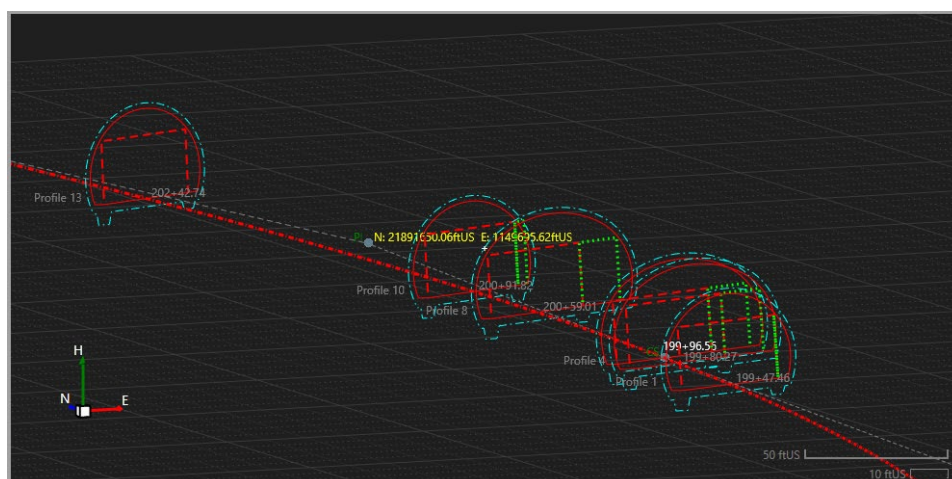 202+42.74
Profile 13
N: 21891650.06ftUS E: 1149695.62ftUS
200+91.82
Profile 10
200+59.01
Profile 8
199+96.55
199+80.27
Profile 4
199+47.46
Profile 1
H
N
E
50 ftUS
10 ftUS